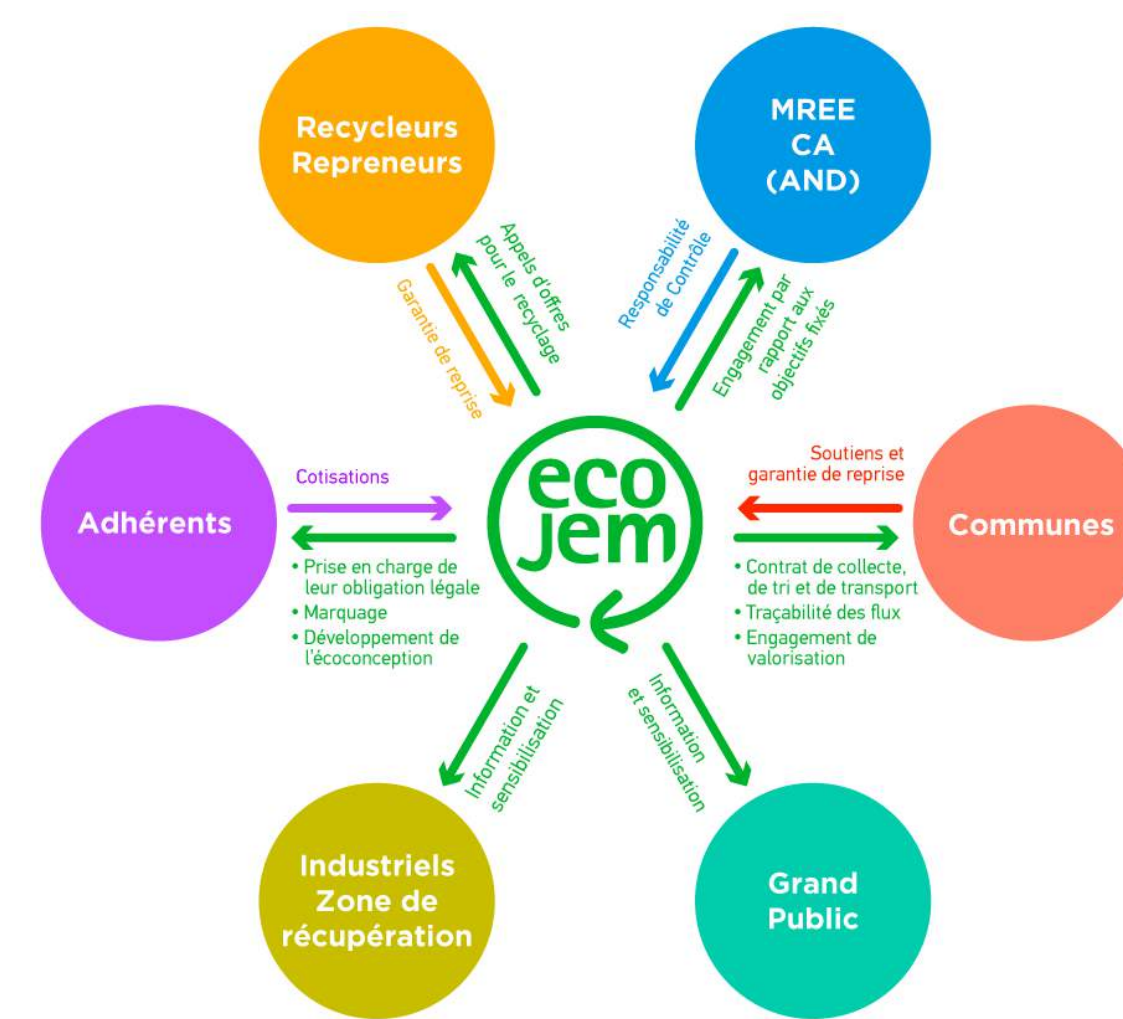 Recycleurs
Repreneurs
MREE
CA
(AND)
Garantie de reprise
Appels d'offres
pour le recyclage
Responsabilité
de Contrôle
Engagement par
rapport aux
objectifs fixés
Adhérents
Cotisations
• Prise en charge de
leur obligation légale
• Marquage
• Développement de
l'écoconception
eco
Jem
Soutiens et
garantie de reprise
• Contrat de collecte,
de tri et de transport
• Traçabilité des flux
• Engagement de
valorisation
Communes
Information et
sensibilisation
Information
et sensibilisation
Industriels
Zone de
récupération
Grand
Public